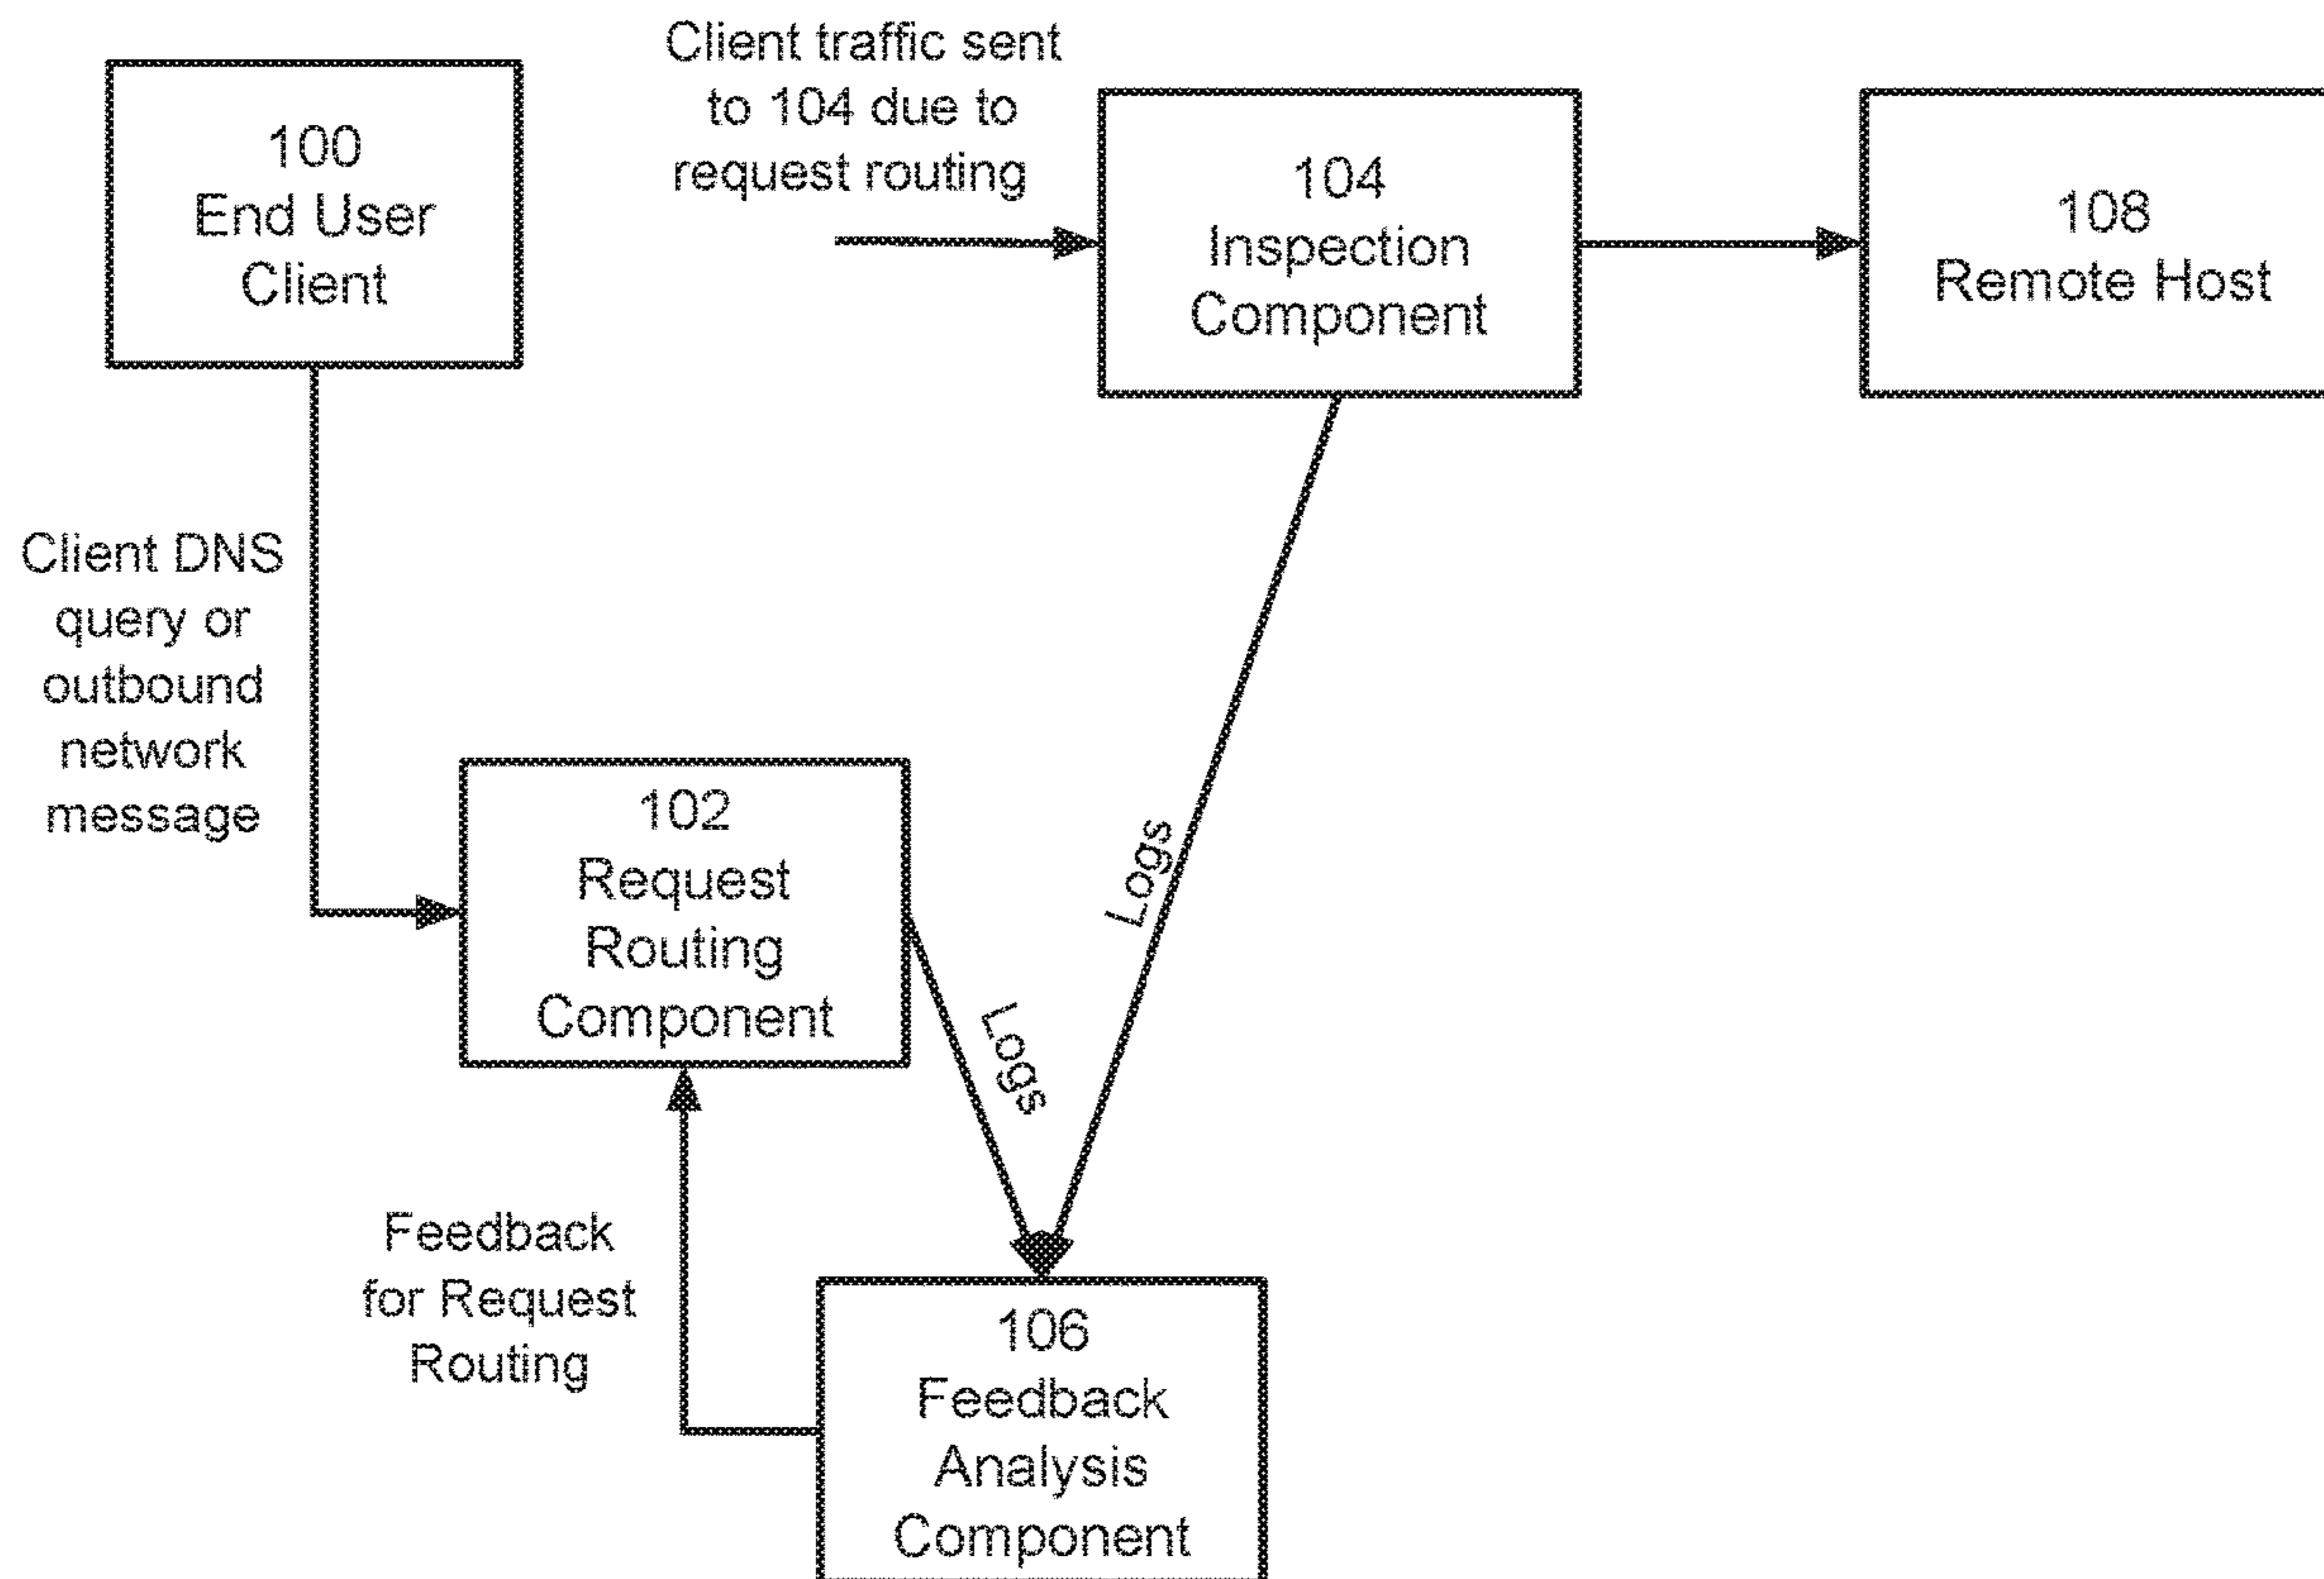 100
End User
Client
Client traffic sent
to 104 due to
request routing
104
Inspection
Component
108
Remote Host
Client DNS
query or
outbound
network
message
102
Request
Routing
Component
Logs
Logs
Feedback
for Request
Routing
106
Feedback
Analysis
Component